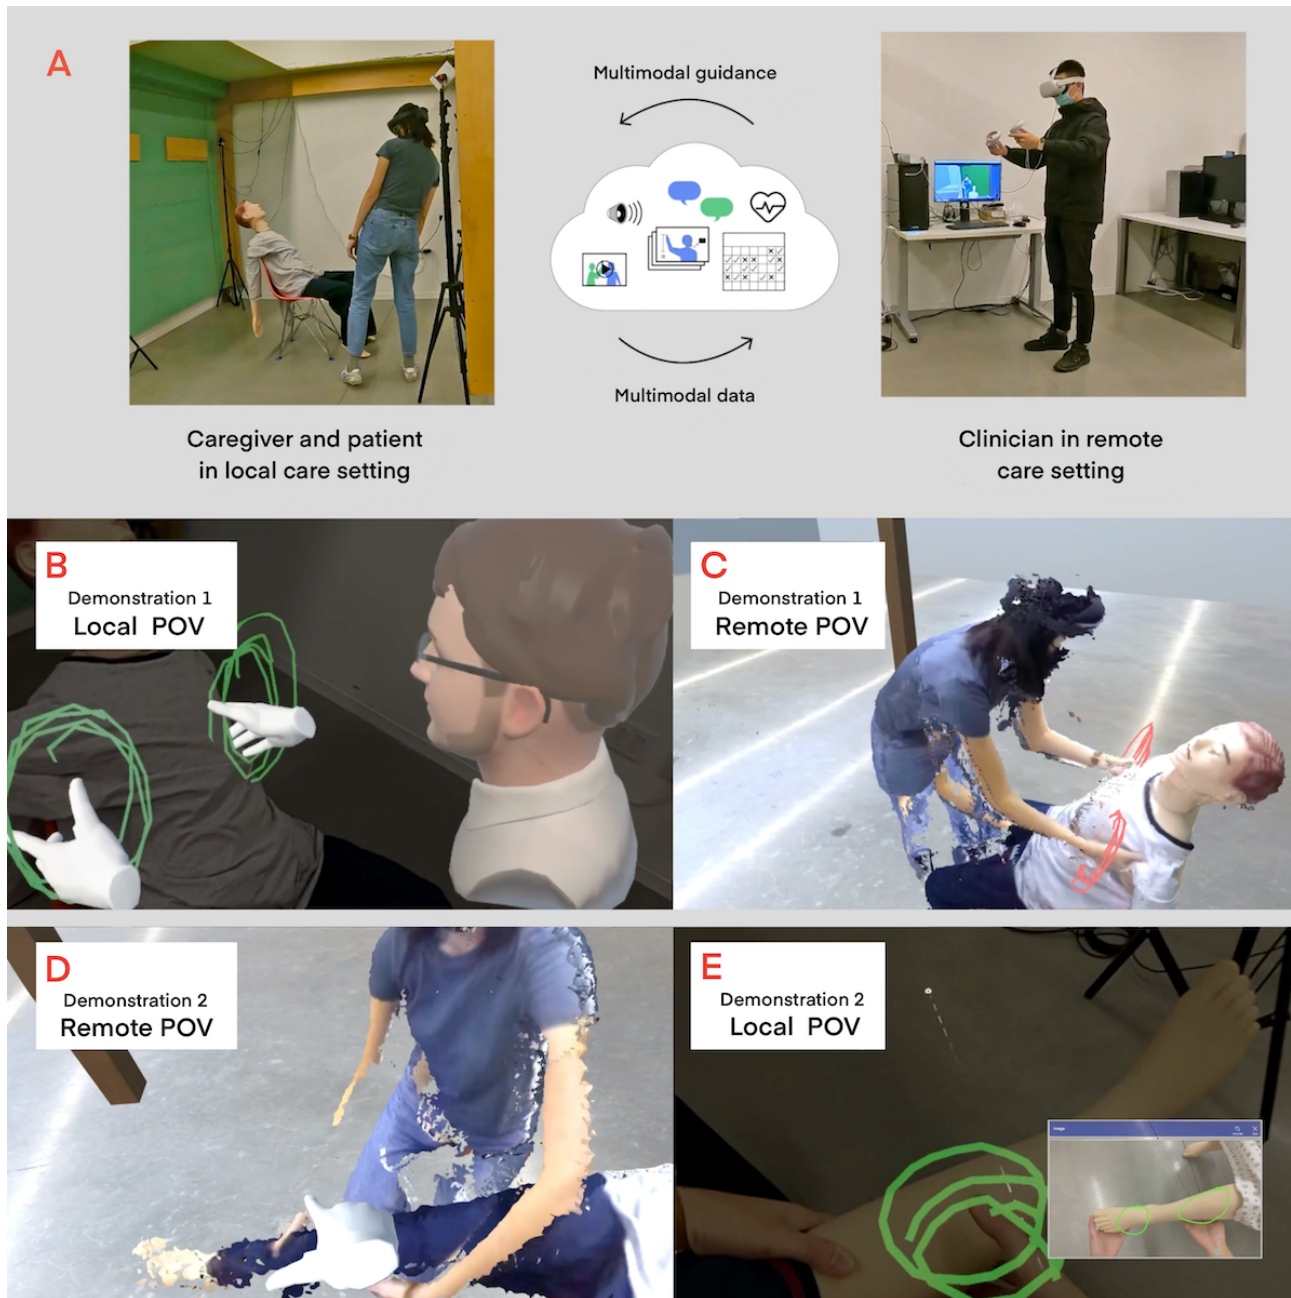 A
Multimodal guidance
Multimodal data
Caregiver and patient
in local care setting
Clinician in remote
care setting
B
Demonstration 1
Local POV
C
Demonstration 1
Remote POV
D
Demonstration 2
Remote POV
E
Demonstration 2
Local POV
Image